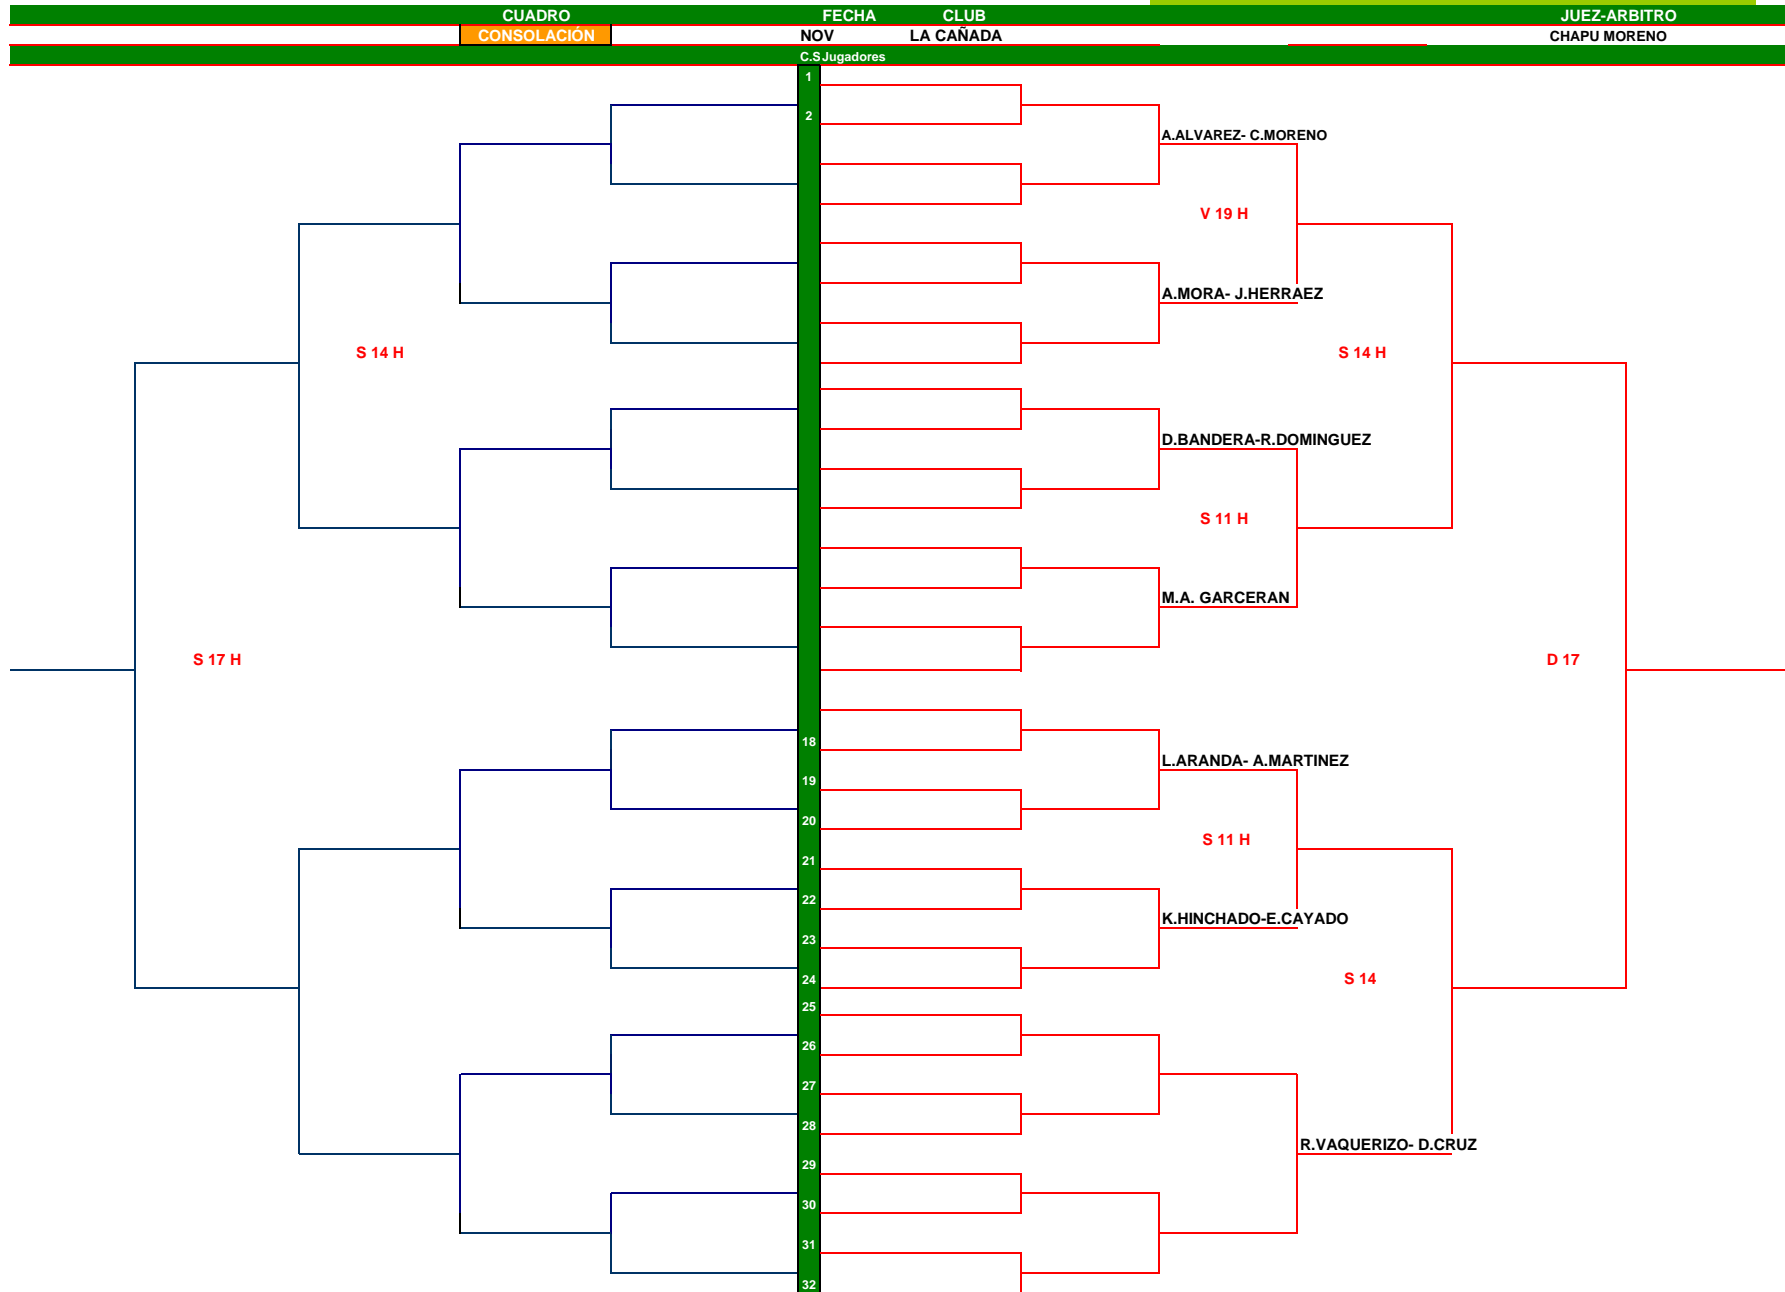 CUADRO FECHA CLUB JUEZ-ARBITRO
CONSOLACIÓN NOV LA CAÑADA CHAPU MORENO
C.S Jugadores
1
2
A.ALVAREZ- C.MORENO
V 19 H
A.MORA- J.HERRAEZ
S 14 H S 14 H
D.BANDERA-R.DOMINGUEZ
S 11 H
M.A. GARCERAN
S 17 H D 17
18
L.ARANDA- A.MARTINEZ
19
20
S 11 H
21
22
K.HINCHADO-E.CAYADO
23
24 S 14
25
26
27
28
R.VAQUERIZO- D.CRUZ
29
30
31
32